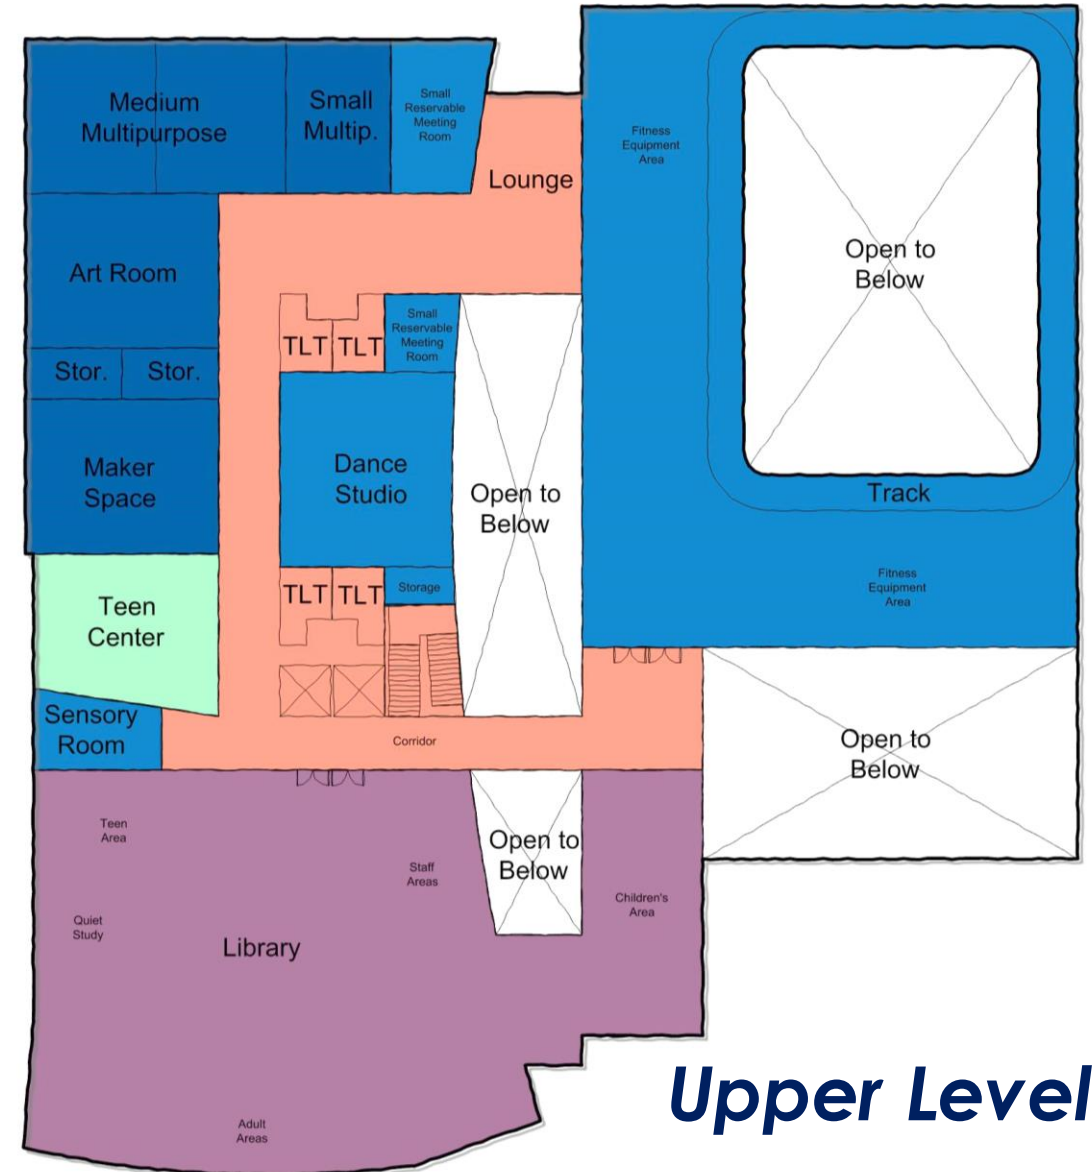 Medium
Multipurpose
Small
Multip.
Small
Reservable
Meeting
Room
Lounge
Fitness
Equipment
Area
Open to
Below
Art Room
Stor.
Stor.
TLT
TLT
Small
Reservable
Meeting
Room
Maker
Space
Dance
Studio
Open to
Below
Track
Teen
Center
TLT
TLT
Storage
Fitness
Equipment
Area
Sensory
Room
Corridor
Open to
Below
Teen
Area
Staff
Areas
Open to
Below
Children's
Area
Quiet
Study
Library
Adult
Areas
Upper Level